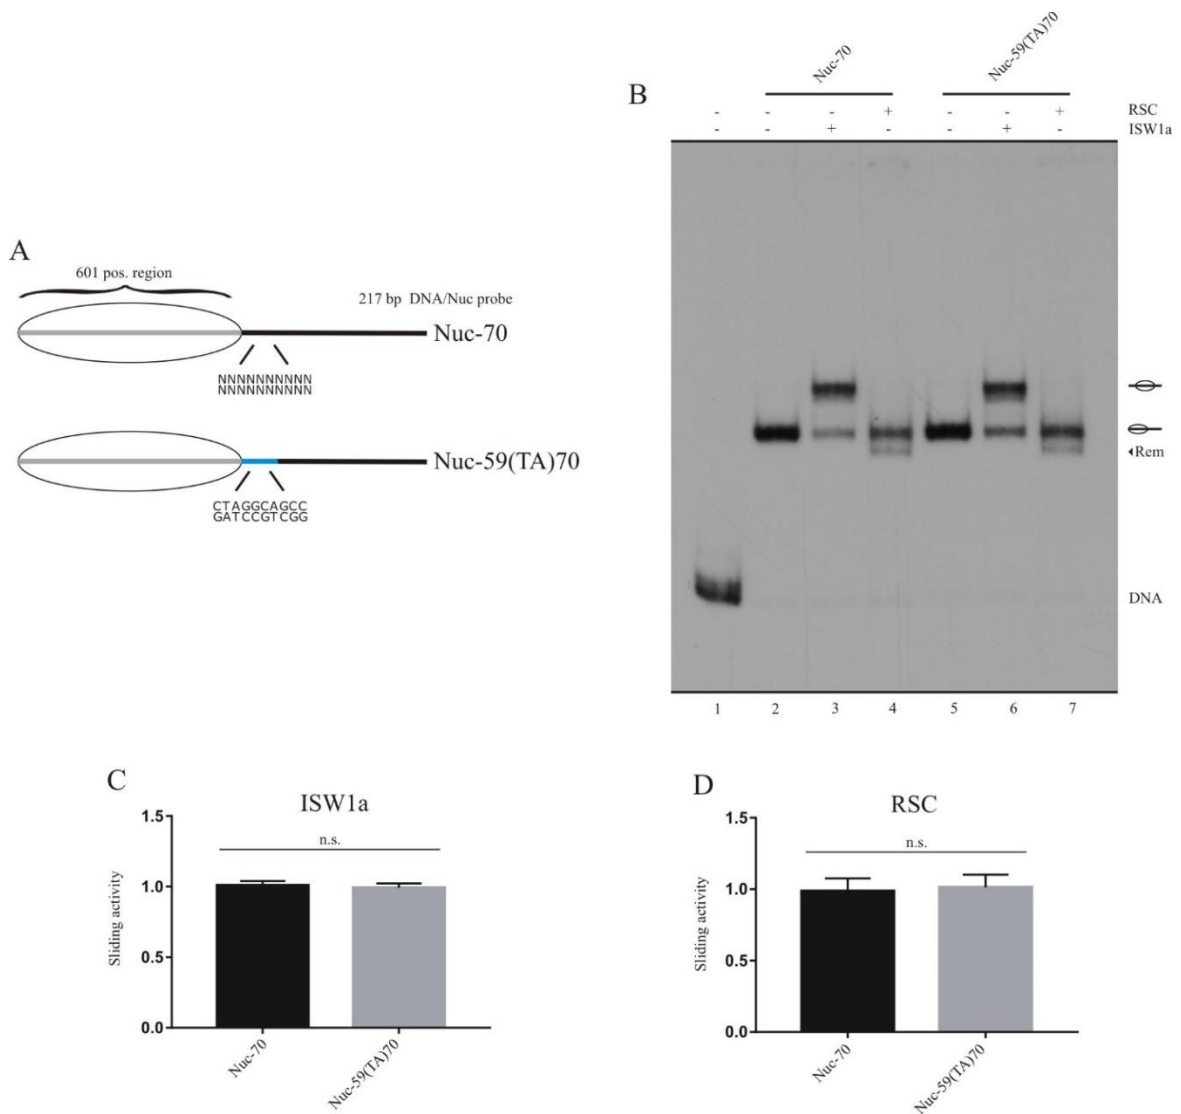 A
601 pos. region
217 bp DNA/Nuc probe
Nuc-70
NNNNNNNNNN
NNNNNNNNNN
Nuc-59(TA)70
CTAGGCAGCC
GATCCGTCGG
B
Nuc-70
Nuc-59(TA)70
- - - + - - + RSC
- - + - - + - ISW1a
Rem
DNA
1 2 3 4 5 6 7
C
ISW1a
n.s.
Sliding activity
1.5
1.0
0.5
0.0
Nuc-70
Nuc-59(TA)70
D
RSC
n.s.
Sliding activity
1.5
1.0
0.5
0.0
Nuc-70
Nuc-59(TA)70